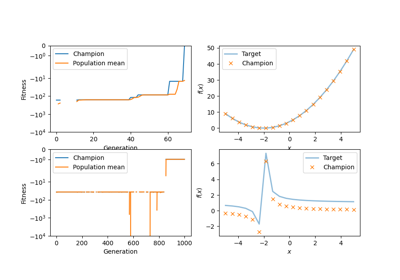 −0
−10⁰
−10¹
−10²
−10³
−10⁴
Fitness
Champion
Population mean
0
20
40
60
Generation
50
40
30
20
10
0
f(x)
Target
Champion
−4
−2
0
2
4
x
0
−10⁰
−10¹
−10²
−10³
−10⁴
Fitness
Champion
Population mean
0
200
400
600
800
1000
Generation
6
4
2
0
−2
f(x)
Target
Champion
−4
−2
0
2
4
x